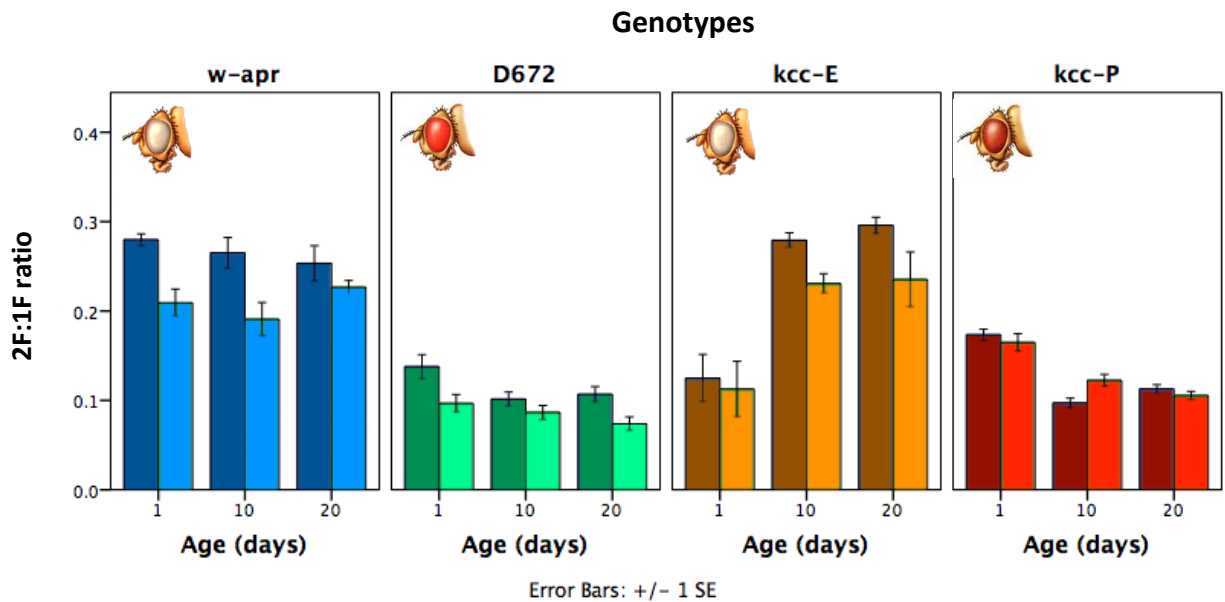 Genotypes
w-apr D672 kcc-E kcc-P
2F:1F ratio
0.4
0.3
0.2
0.1
0.0
1 10 20 1 10 20 1 10 20 1 10 20
Age (days) Age (days) Age (days) Age (days)
Error Bars: +/- 1 SE